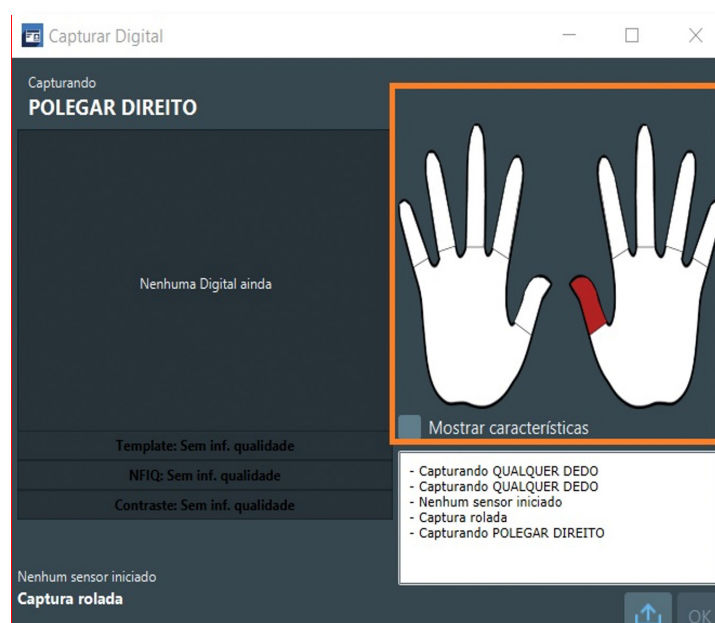 Capturar Digital
Capturando
POLEGAR DIREITO
Nenhuma Digital ainda
Template: Sem inf. qualidade
NFIQ: Sem inf. qualidade
Contraste: Sem inf. qualidade
Mostrar características
- Capturando QUALQUER DEDO
- Capturando QUALQUER DEDO
- Nenhum sensor iniciado
- Captura rolada
- Capturando POLEGAR DIREITO
Nenhum sensor iniciado
Captura rolada
OK